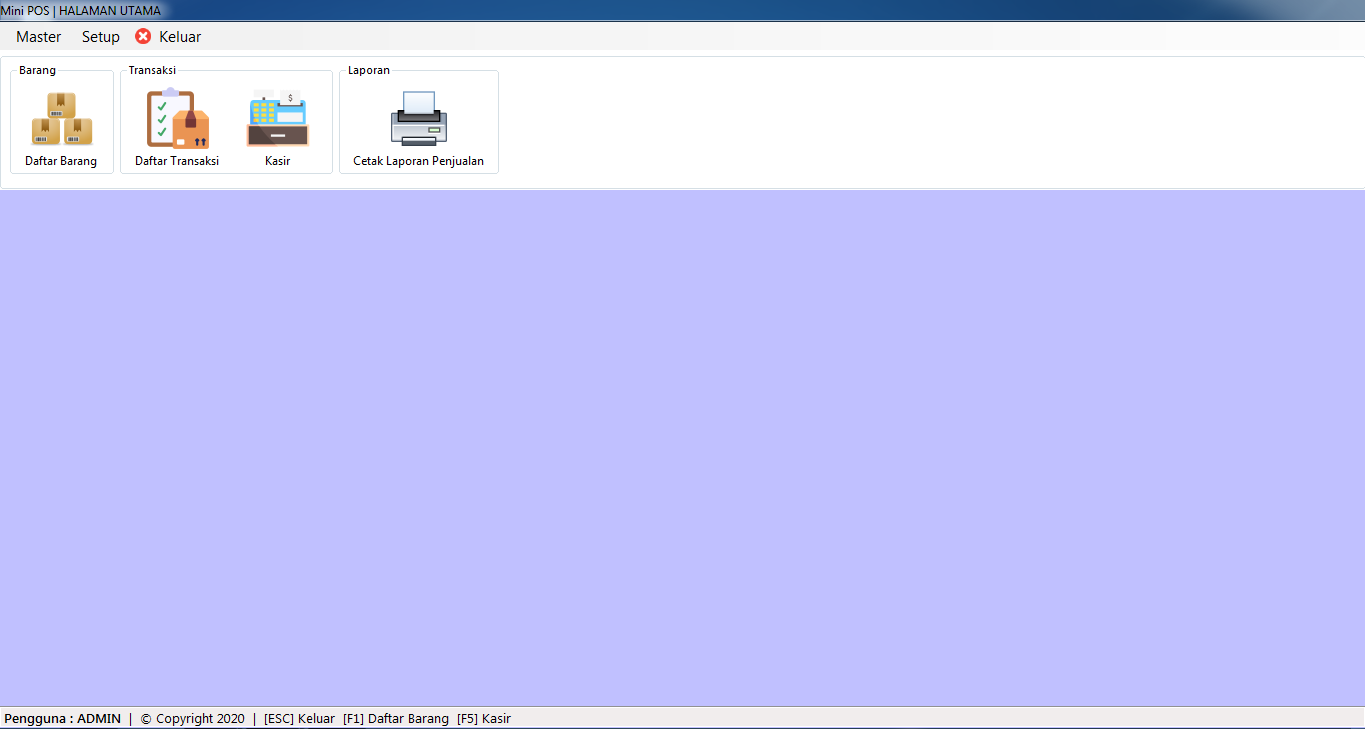 Mini POS | HALAMAN UTAMA
Master Setup Keluar
Barang Transaksi Laporan
$
Daftar Barang Daftar Transaksi Kasir Cetak Laporan Penjualan
Pengguna : ADMIN | © Copyright 2020 | [ESC] Keluar [F1] Daftar Barang [F5] Kasir